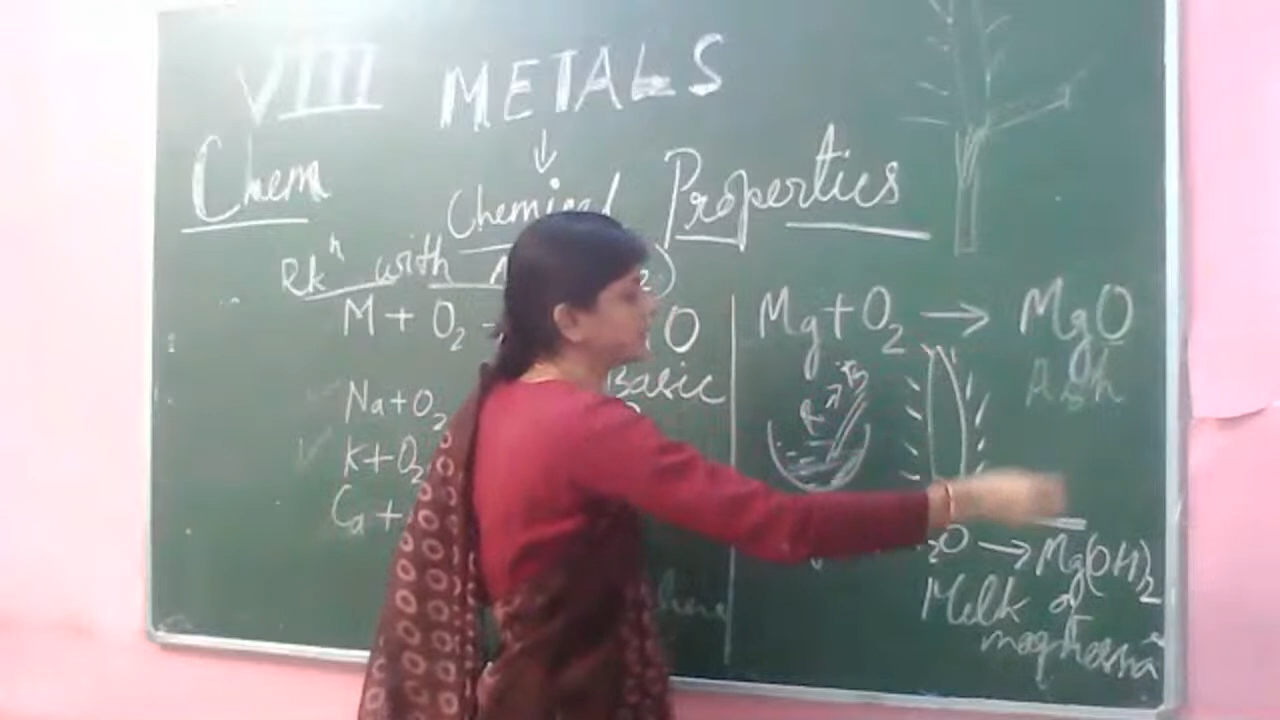 VIII METALS
Chem
Chemical Properties
Rkⁿ with
M + O₂ O
Basic
Na + O₂
K + O₂
Ca +
Mg + O₂ → MgO
Ash
R T B
₂O → Mg(OH)₂
Milk of
magnesia